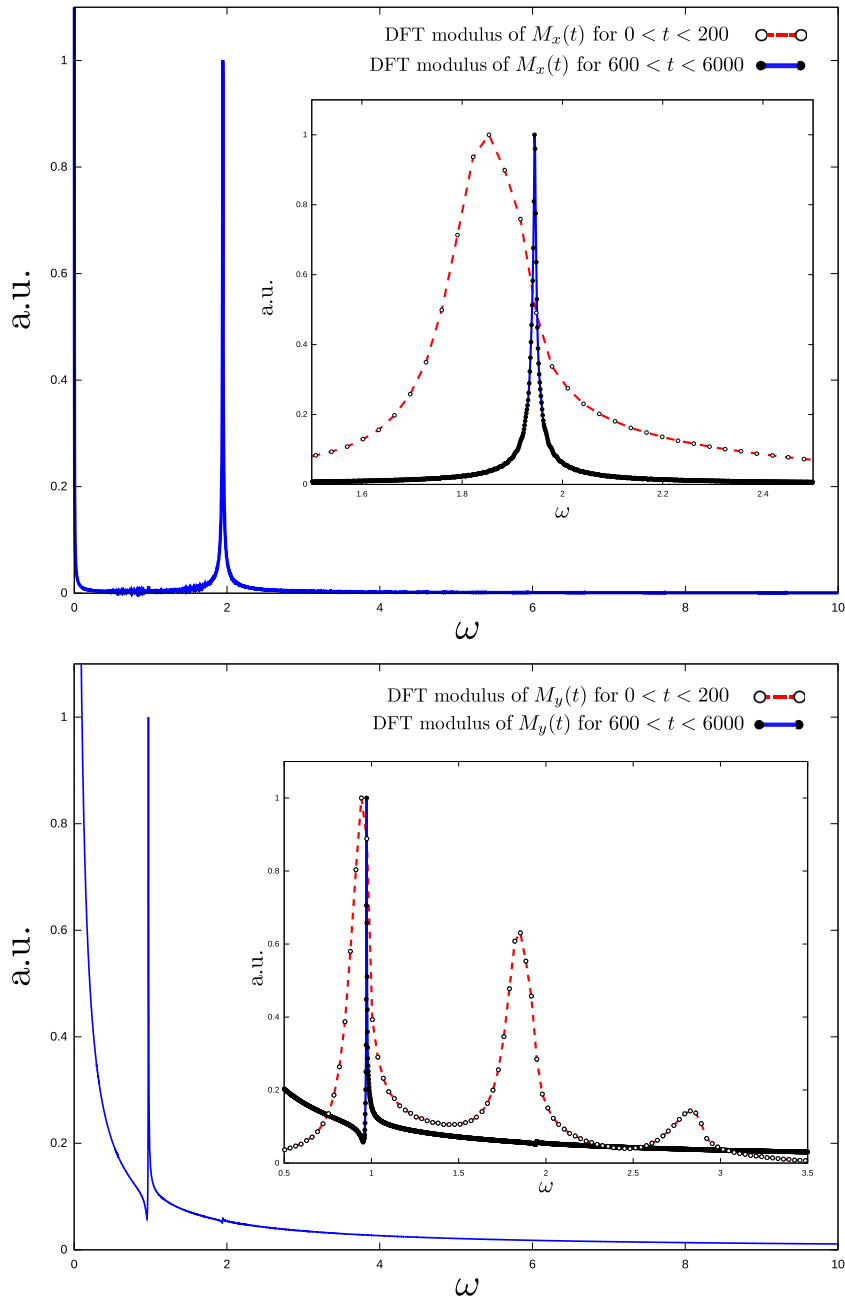 DFT modulus of M_x(t) for 0 < t < 200
DFT modulus of M_x(t) for 600 < t < 6000
a.u.
1
0.8
0.6
0.4
0.2
0
0 2 4 6 8 10
ω
a.u.
1
0.8
0.6
0.4
0.2
0
1.6 1.8 2 2.2 2.4
ω
DFT modulus of M_y(t) for 0 < t < 200
DFT modulus of M_y(t) for 600 < t < 6000
a.u.
1
0.8
0.6
0.4
0.2
0
0 2 4 6 8 10
ω
a.u.
1
0.8
0.6
0.4
0.2
0
0.5 1 1.5 2 2.5 3 3.5
ω